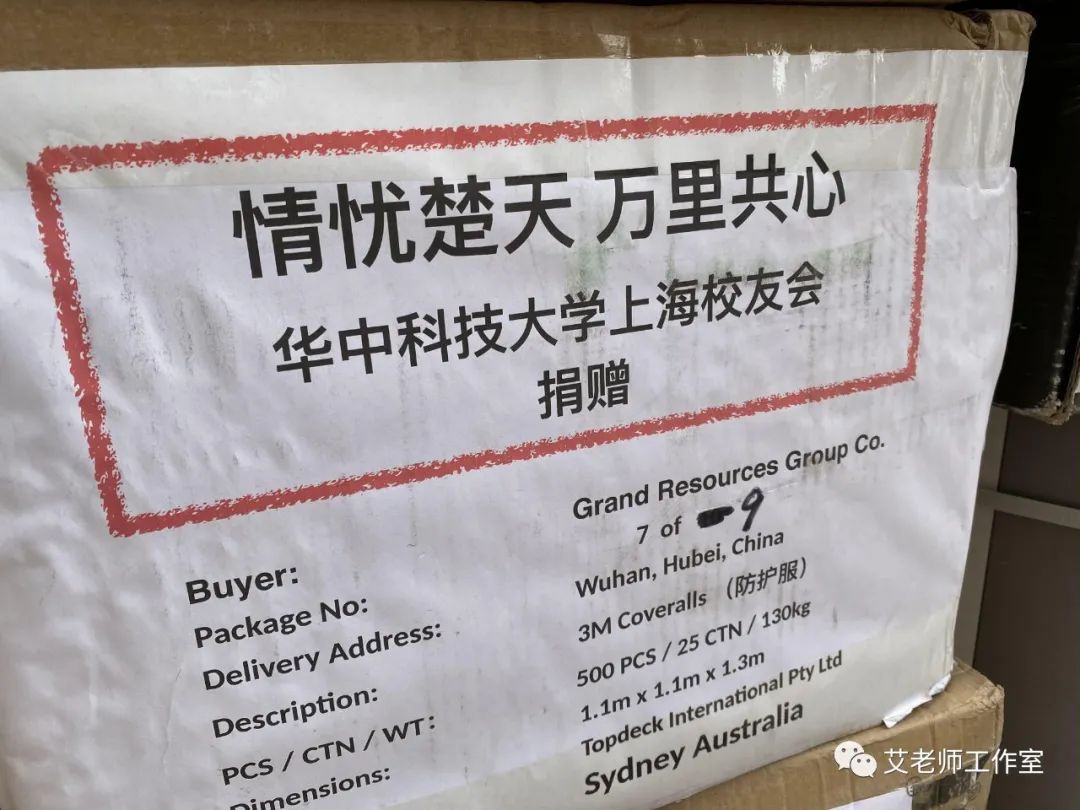 情忧楚天 万里共心
华中科技大学上海校友会
捐赠
Buyer: Grand Resources Group Co.
Package No: 7 of 9
Delivery Address: Wuhan, Hubei, China
Description: 3M Coveralls （防护服）
PCS / CTN / WT: 500 PCS / 25 CTN / 130kg
Dimensions: 1.1m x 1.1m x 1.3m
Topdeck International Pty Ltd
Sydney Australia
艾老师工作室